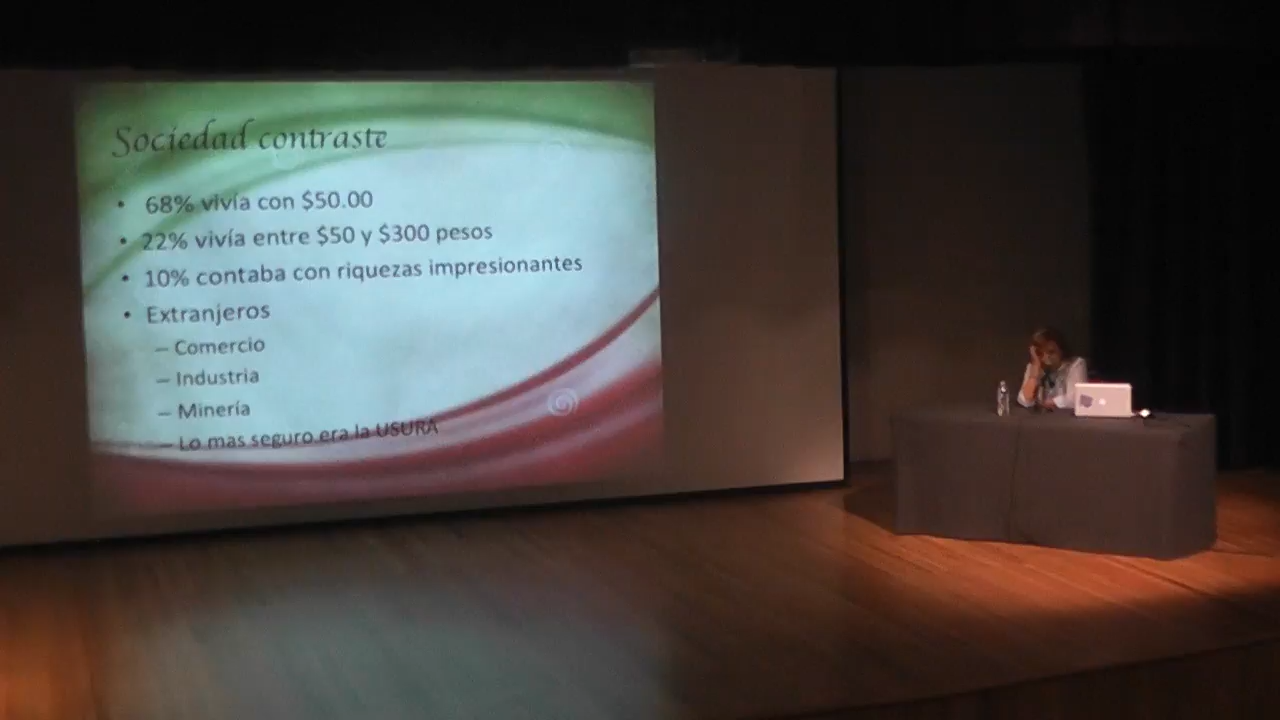 Sociedad contraste
• 68% vivía con $50.00
• 22% vivía entre $50 y $300 pesos
• 10% contaba con riquezas impresionantes
• Extranjeros
– Comercio
– Industria
– Minería
– Lo mas seguro era la USURA